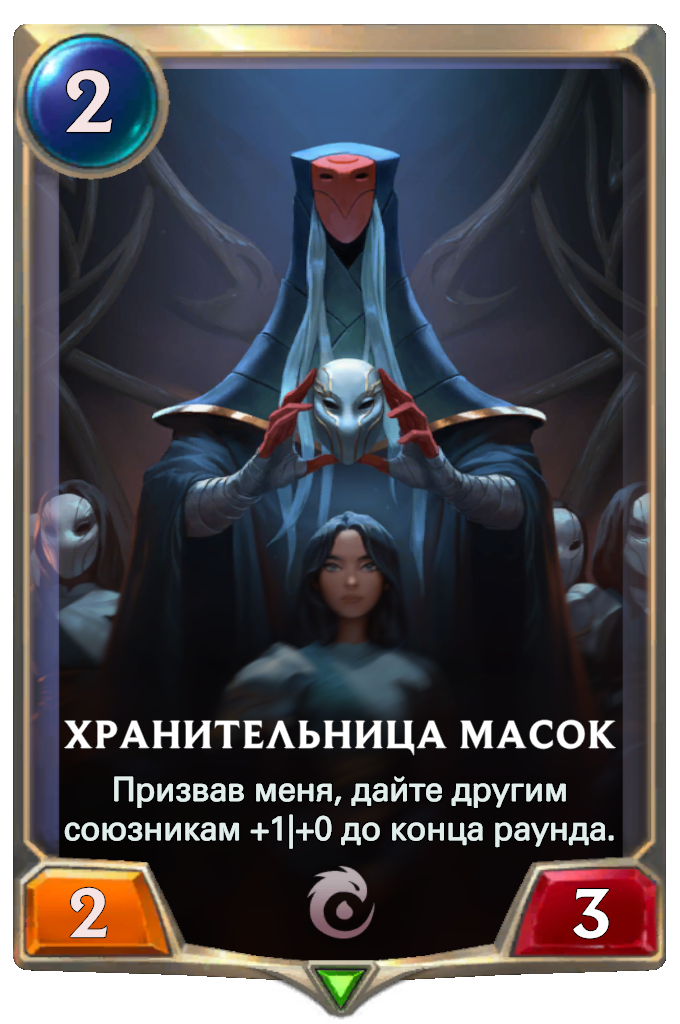 2
ХРАНИТЕЛЬНИЦА МАСОК
Призвав меня, дайте другим
союзникам +1|+0 до конца раунда.
2
3